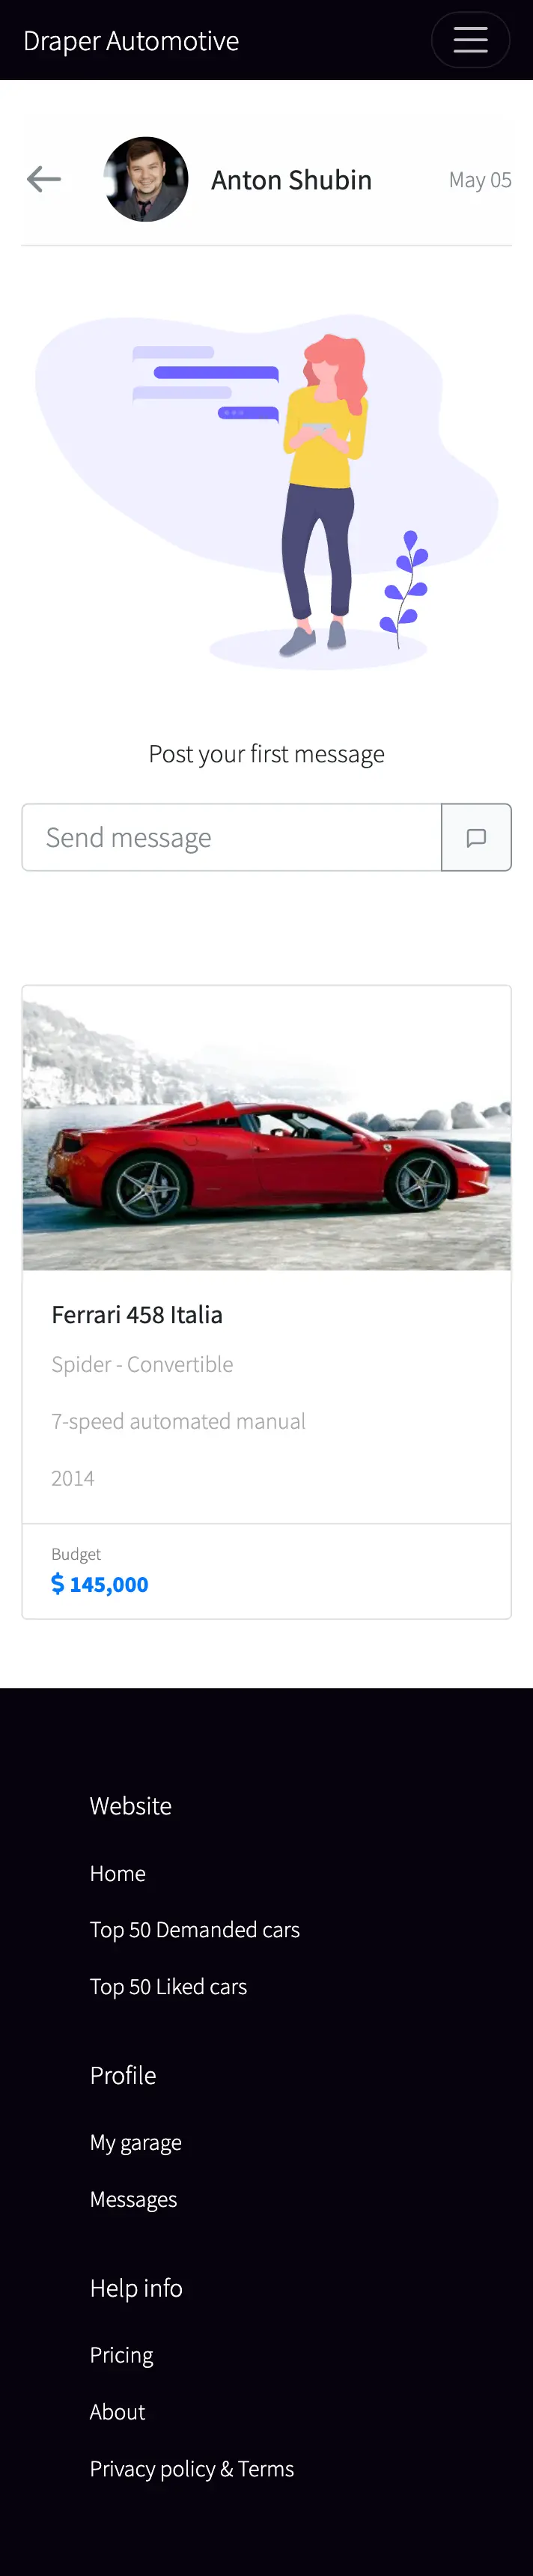 Draper Automotive
Anton Shubin
May 05
Post your first message
Send message
Ferrari 458 Italia
Spider - Convertible
7-speed automated manual
2014
Budget
$ 145,000
Website
Home
Top 50 Demanded cars
Top 50 Liked cars
Profile
My garage
Messages
Help info
Pricing
About
Privacy policy & Terms